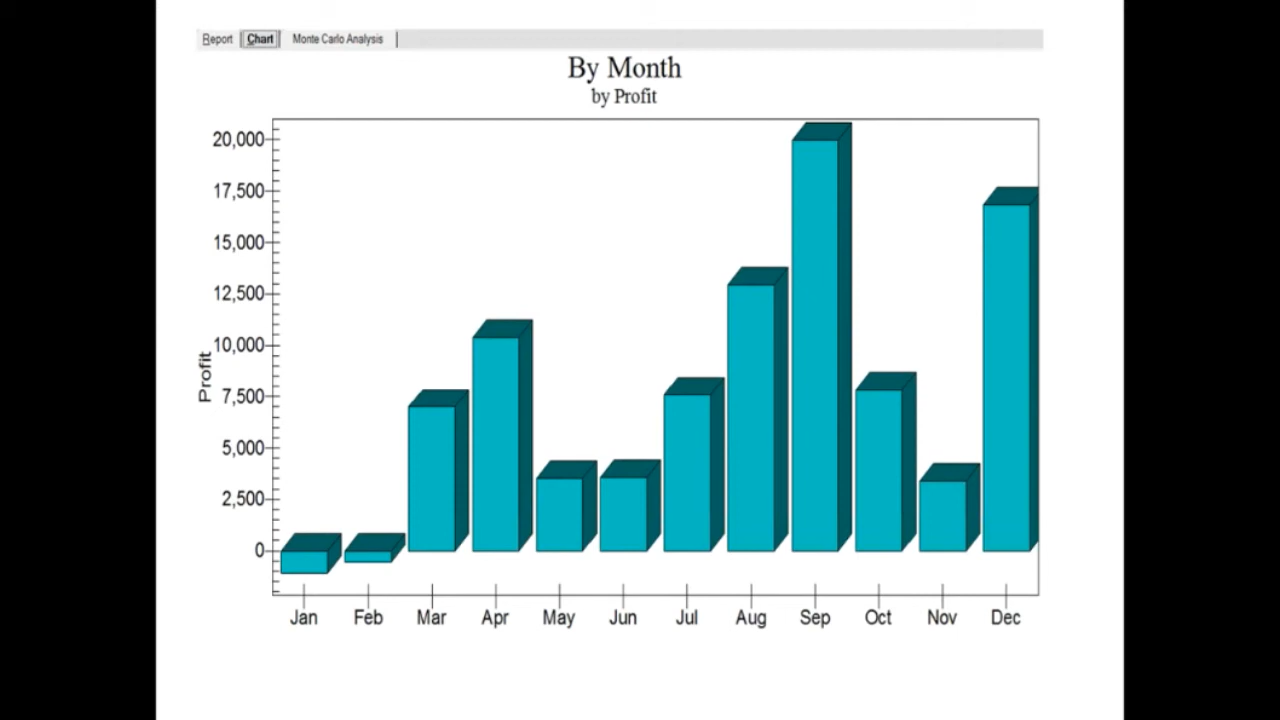 Report Chart Monte Carlo Analysis
By Month
by Profit
20,000
17,500
15,000
12,500
10,000
7,500
5,000
2,500
0
Profit
Jan Feb Mar Apr May Jun Jul Aug Sep Oct Nov Dec